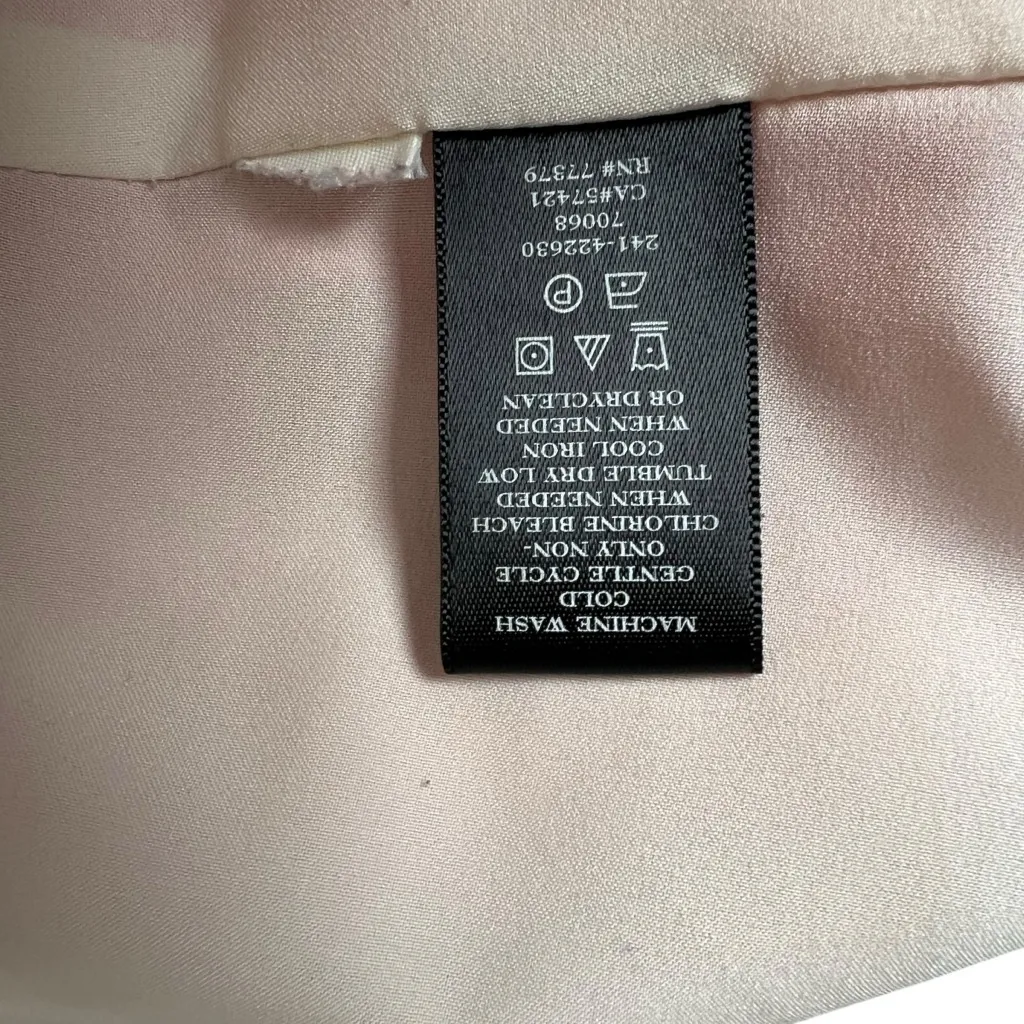 MACHINE WASH
COLD
GENTLE CYCLE
ONLY NON-
CHLORINE BLEACH
WHEN NEEDED
TUMBLE DRY LOW
COOL IRON
WHEN NEEDED
OR DRYCLEAN
P
241-422630
70068
CA#57421
RN# 77379